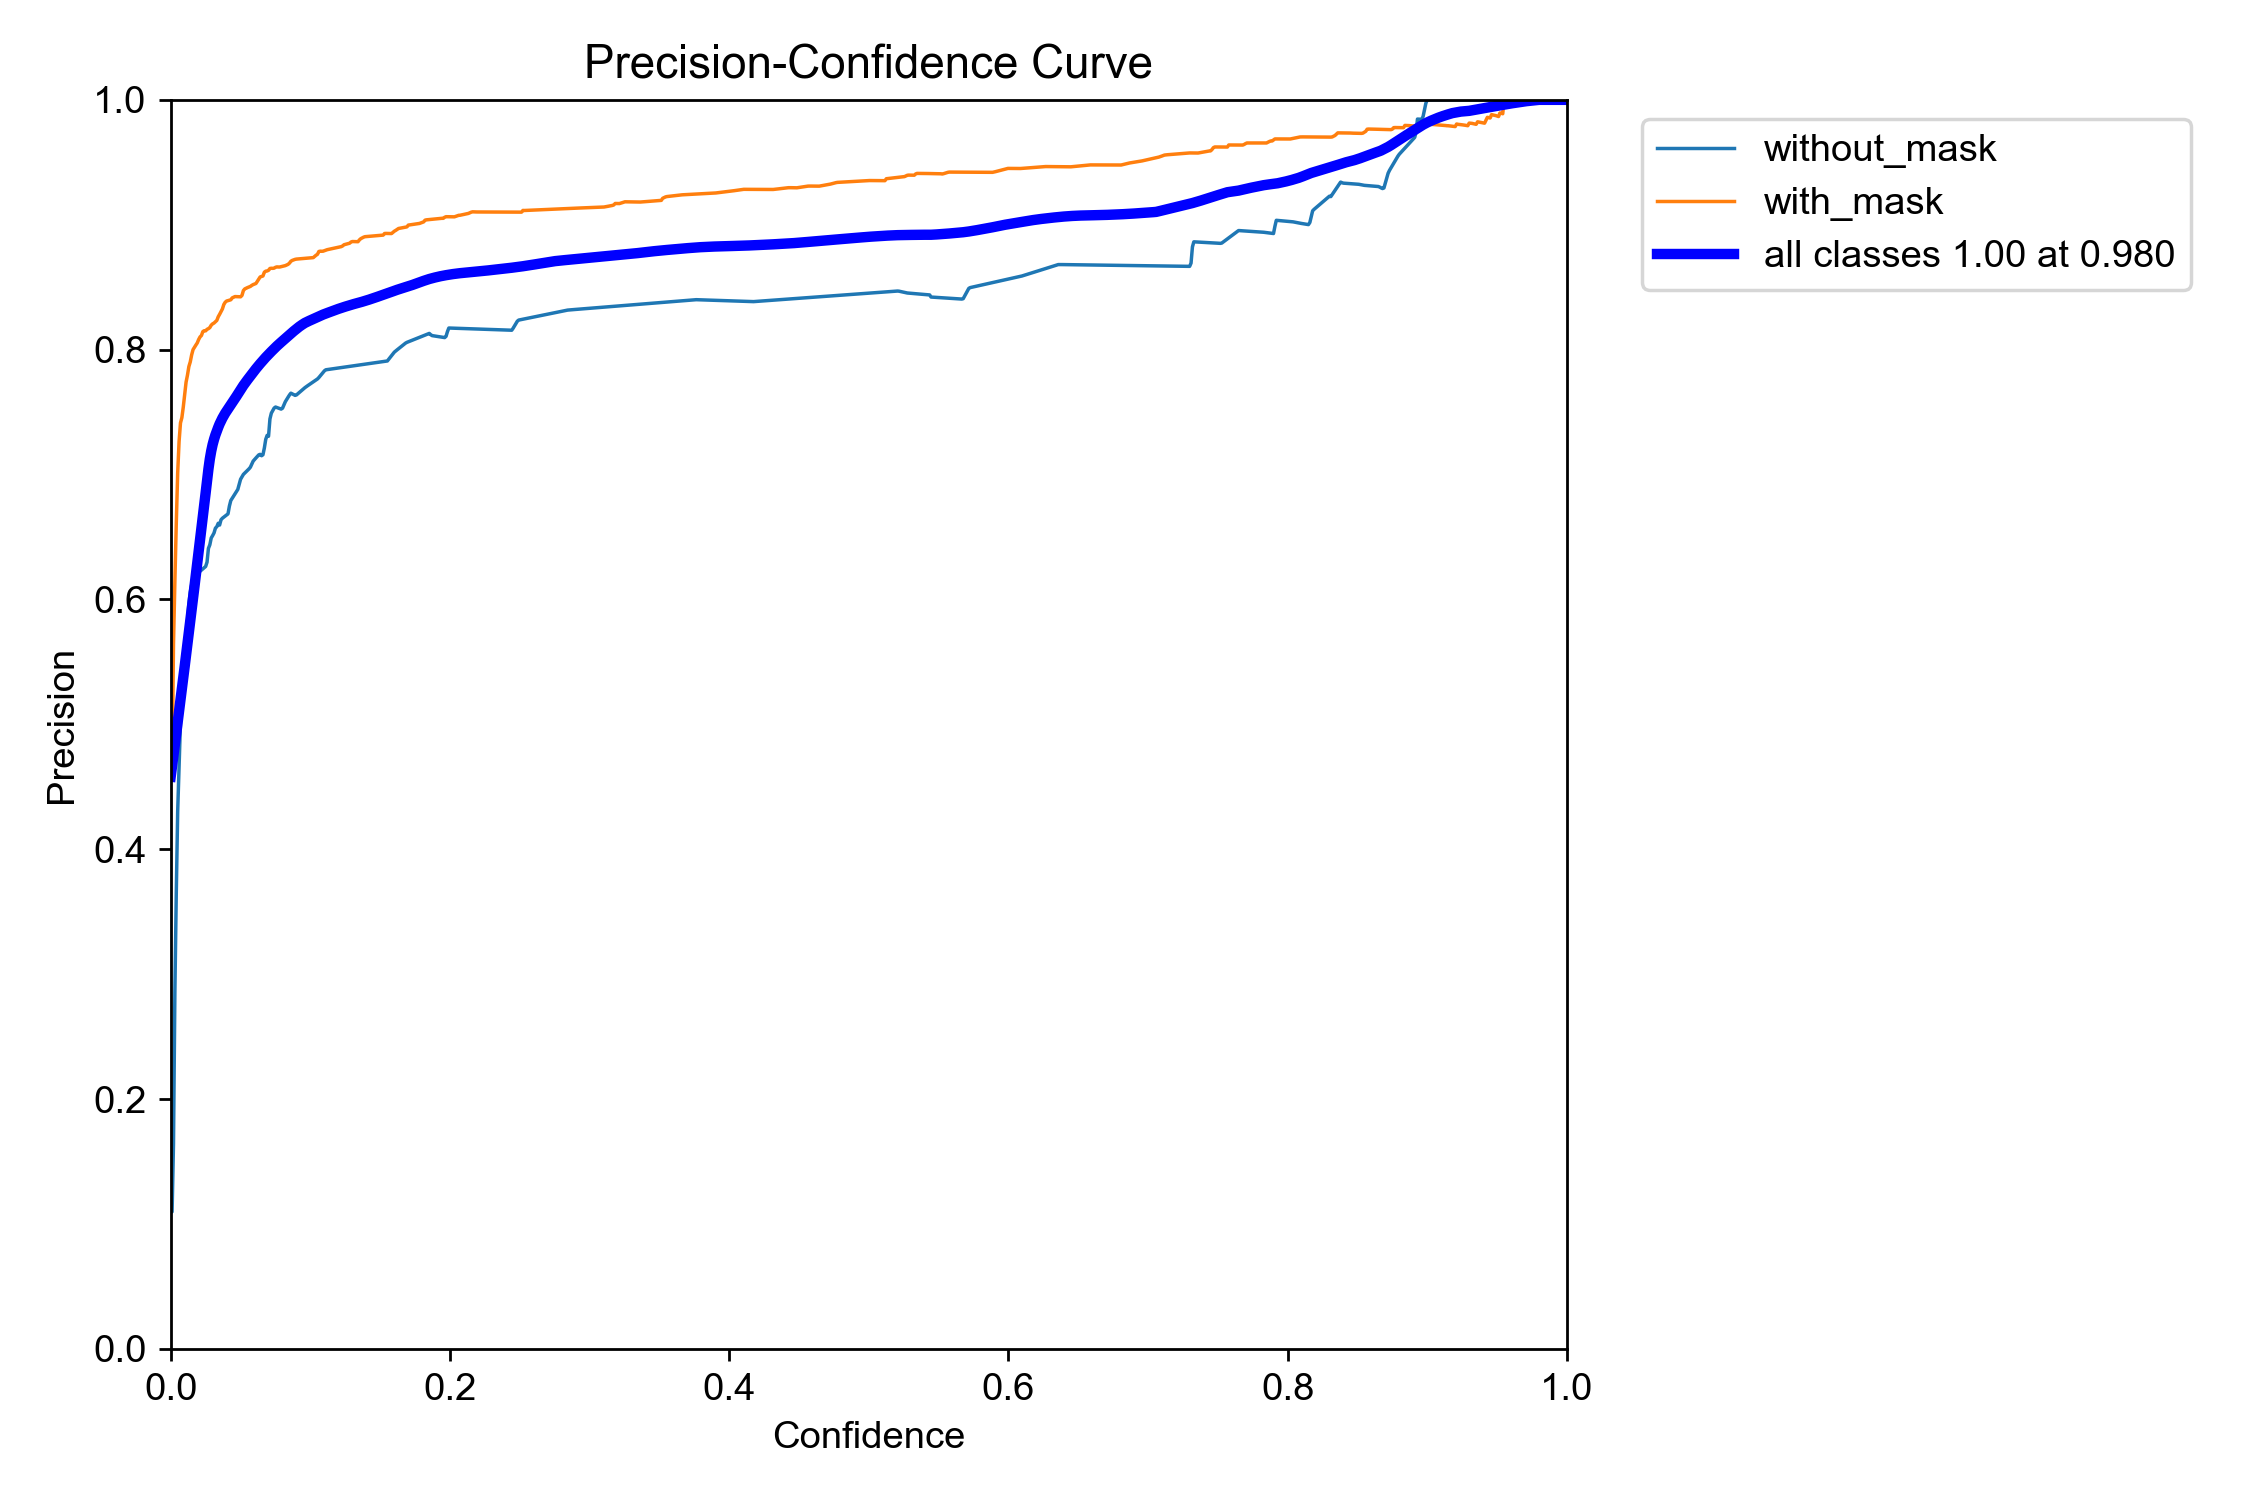 Precision-Confidence Curve
1.0
0.8
0.6
0.4
0.2
0.0
Precision
0.0 0.2 0.4 0.6 0.8 1.0
Confidence
without_mask
with_mask
all classes 1.00 at 0.980